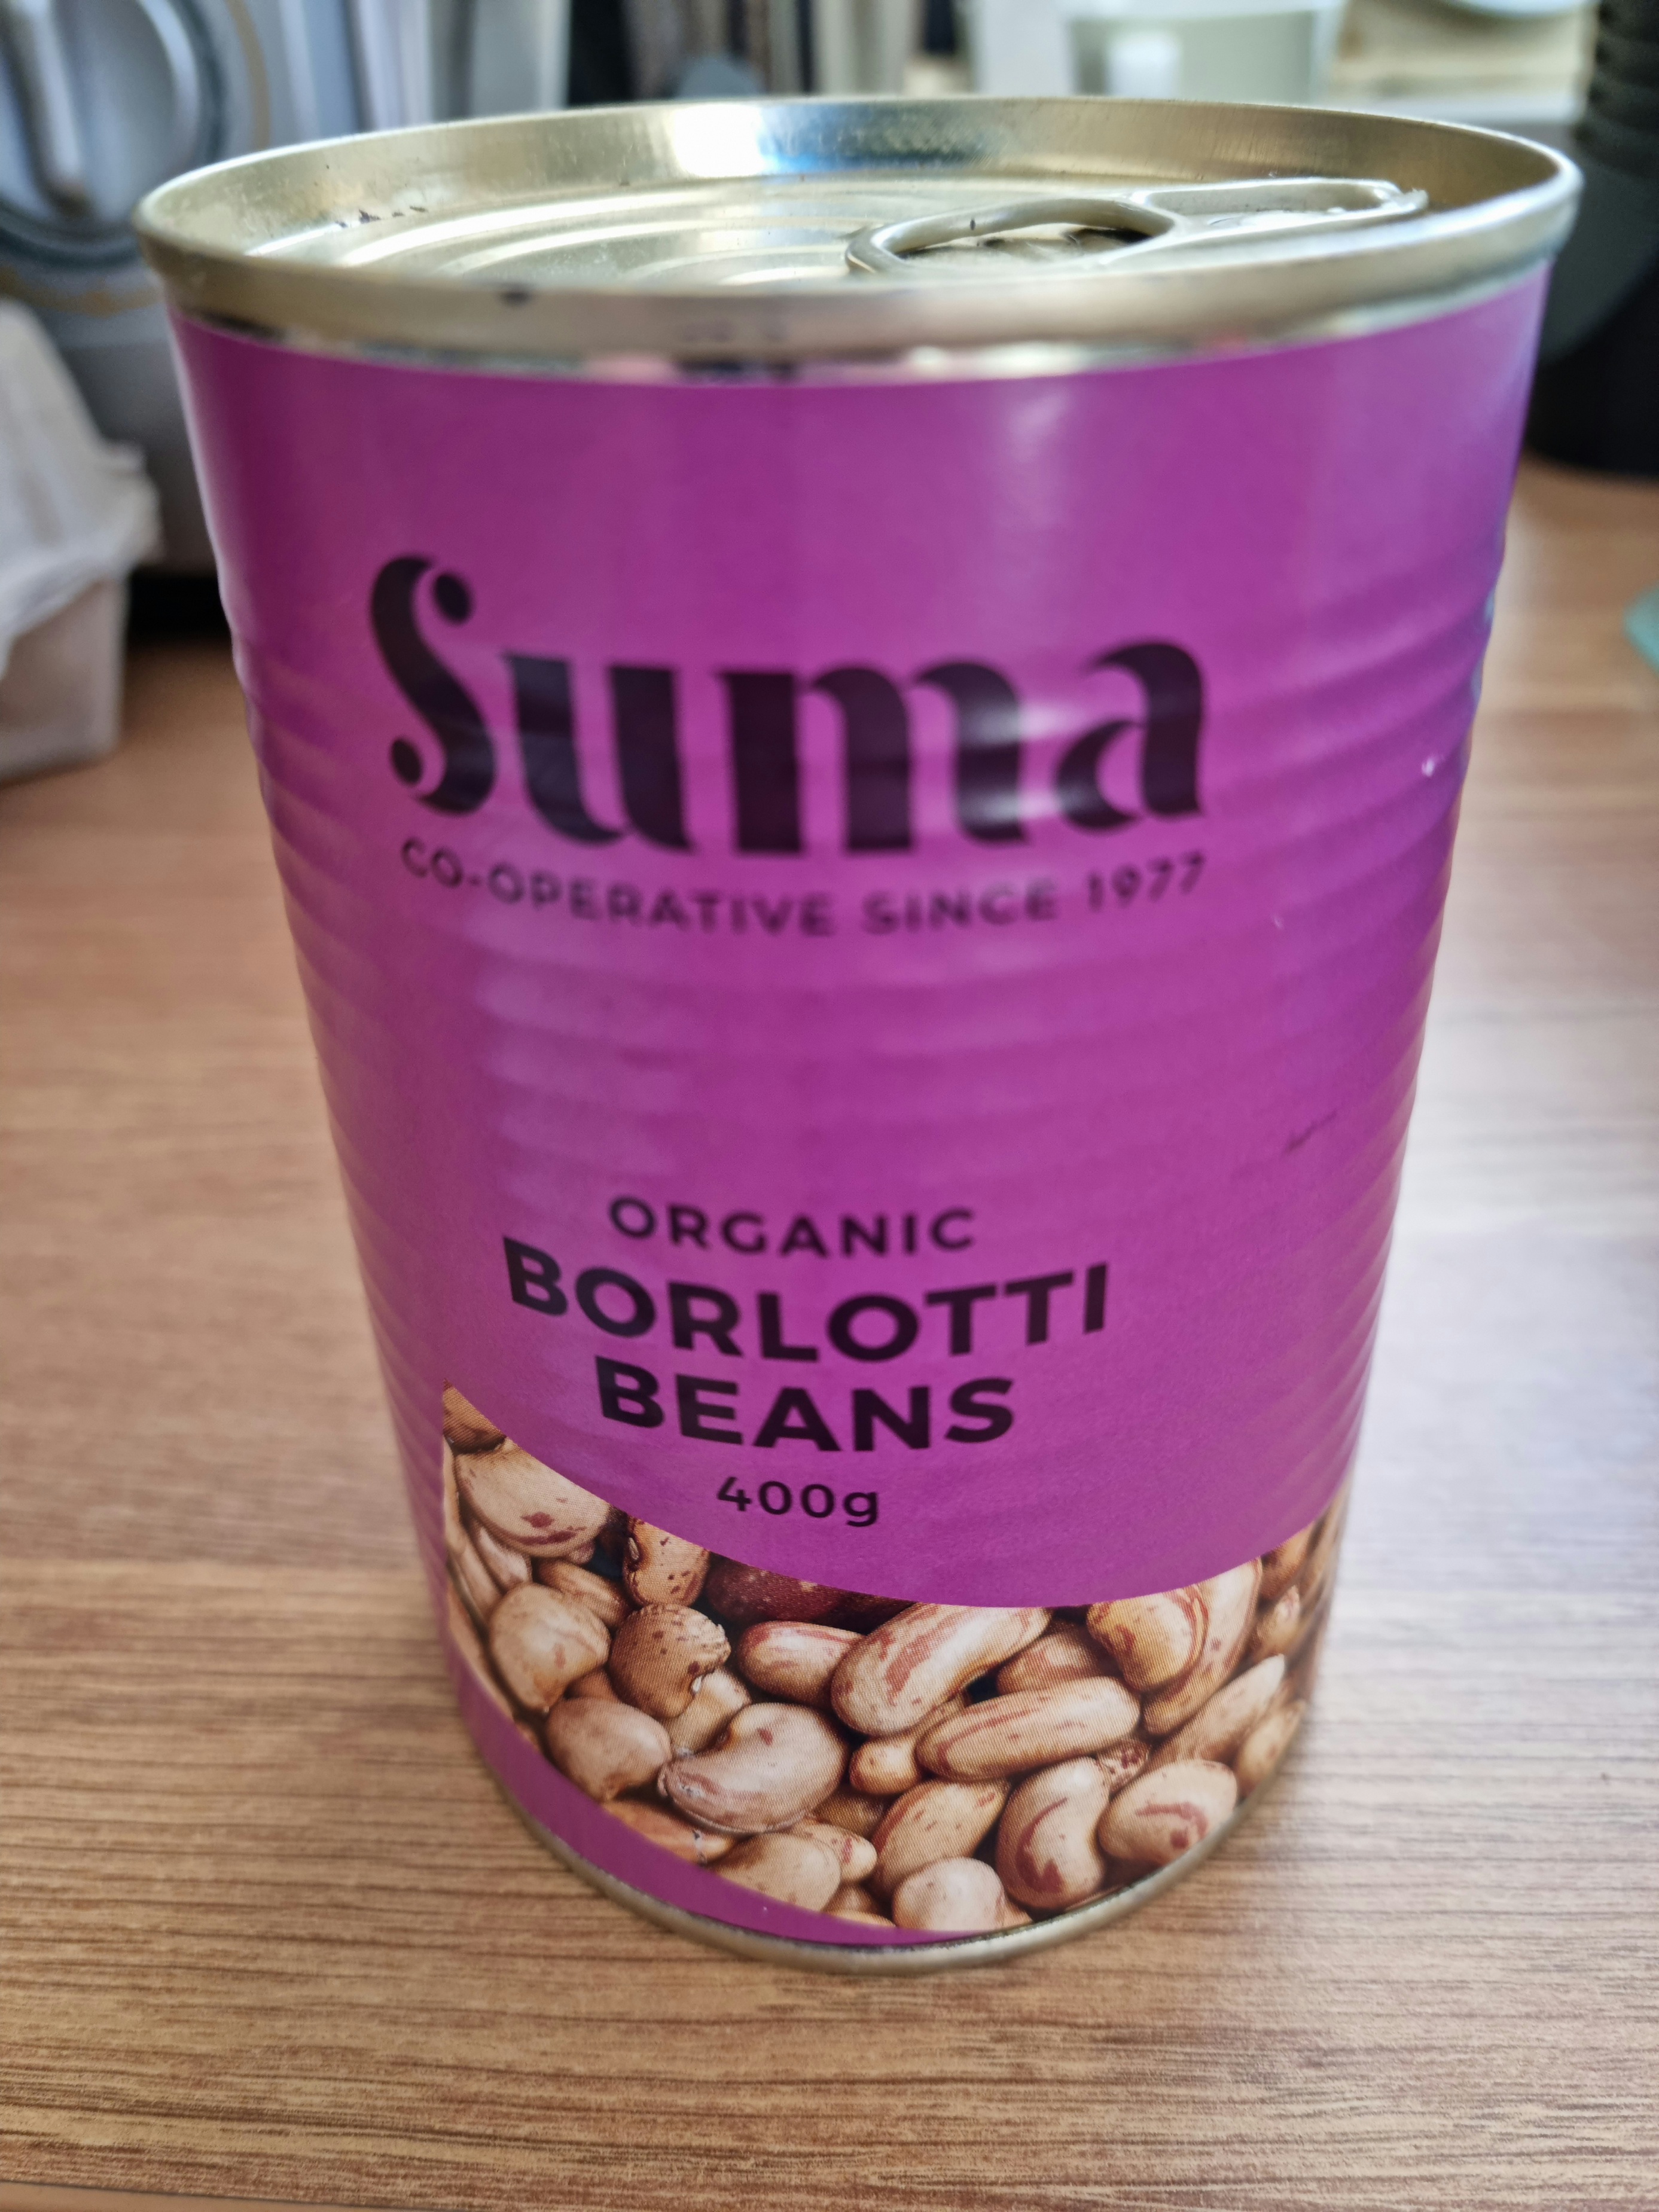 Suma
CO-OPERATIVE SINCE 1977
ORGANIC
BORLOTTI
BEANS
400g